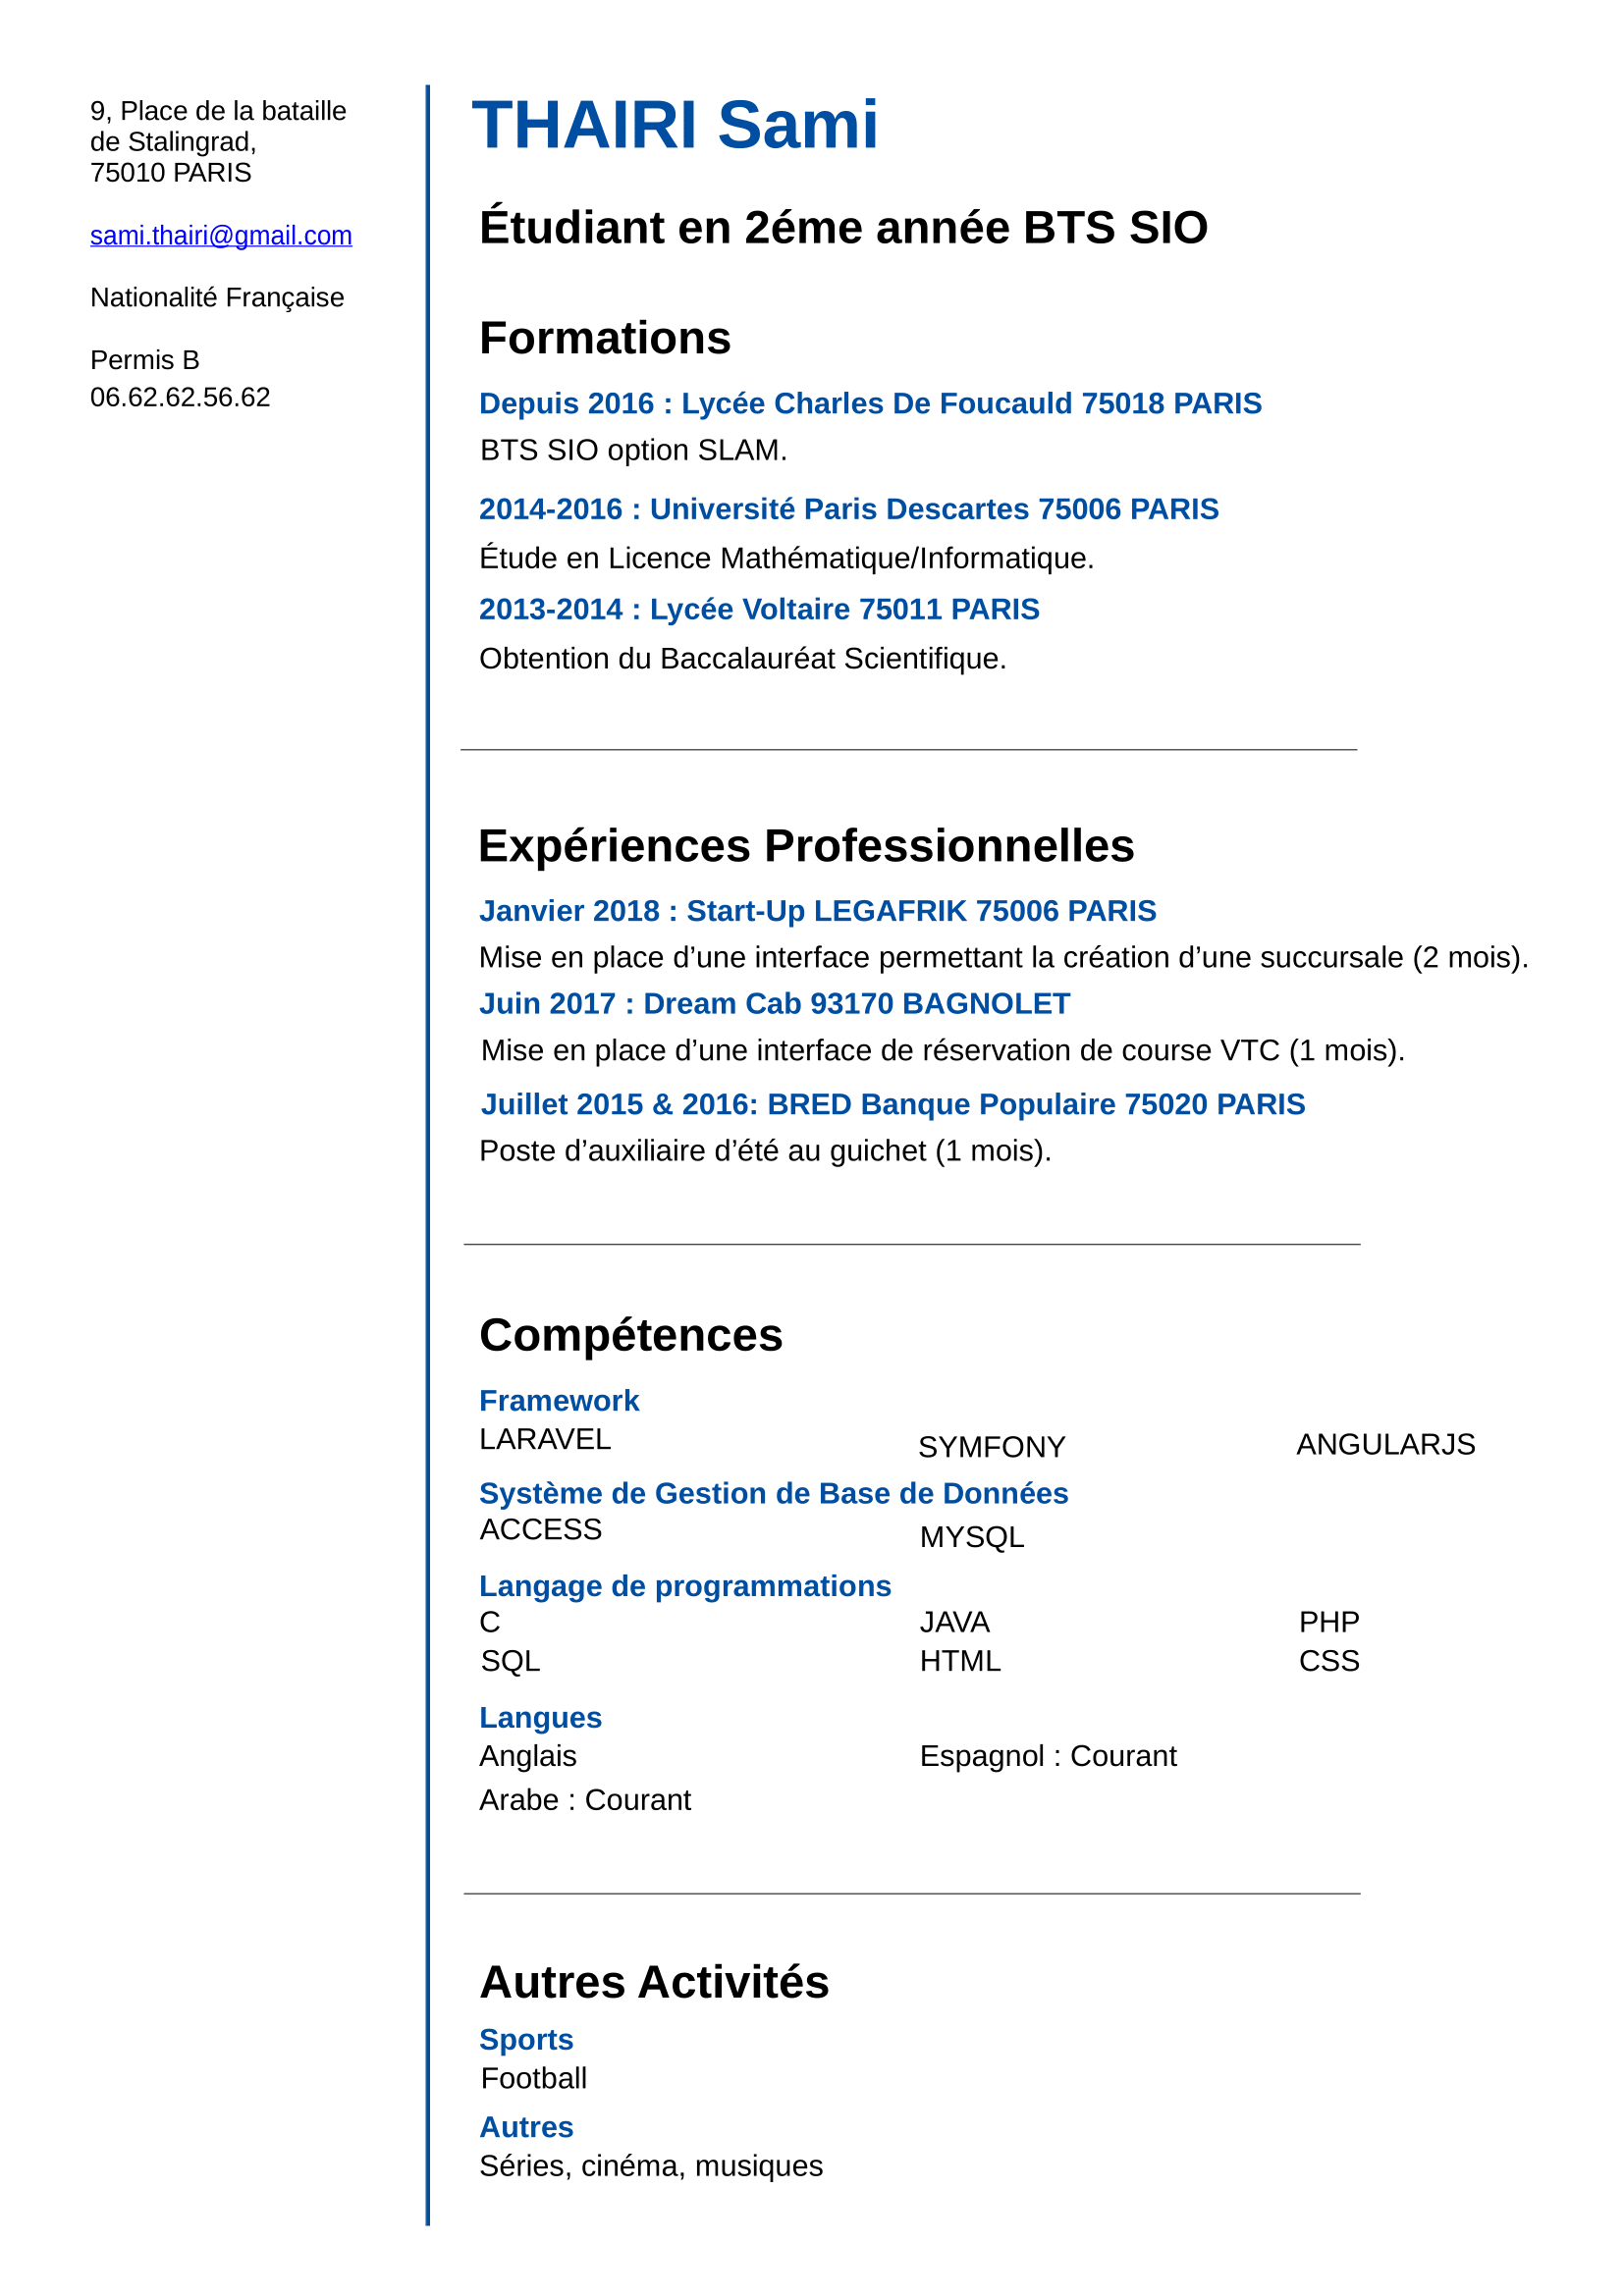 9, Place de la bataille
de Stalingrad,
75010 PARIS
sami.thairi@gmail.com
Nationalité Française
Permis B
06.62.62.56.62
THAIRI Sami
Étudiant en 2éme année BTS SIO
Formations
Depuis 2016 : Lycée Charles De Foucauld 75018 PARIS
BTS SIO option SLAM.
2014-2016 : Université Paris Descartes 75006 PARIS
Étude en Licence Mathématique/Informatique.
2013-2014 : Lycée Voltaire 75011 PARIS
Obtention du Baccalauréat Scientifique.
Expériences Professionnelles
Janvier 2018 : Start-Up LEGAFRIK 75006 PARIS
Mise en place d’une interface permettant la création d’une succursale (2 mois).
Juin 2017 : Dream Cab 93170 BAGNOLET
Mise en place d’une interface de réservation de course VTC (1 mois).
Juillet 2015 & 2016: BRED Banque Populaire 75020 PARIS
Poste d’auxiliaire d’été au guichet (1 mois).
Compétences
Framework
LARAVEL SYMFONY ANGULARJS
Système de Gestion de Base de Données
ACCESS MYSQL
Langage de programmations
C JAVA PHP
SQL HTML CSS
Langues
Anglais Espagnol : Courant
Arabe : Courant
Autres Activités
Sports
Football
Autres
Séries, cinéma, musiques